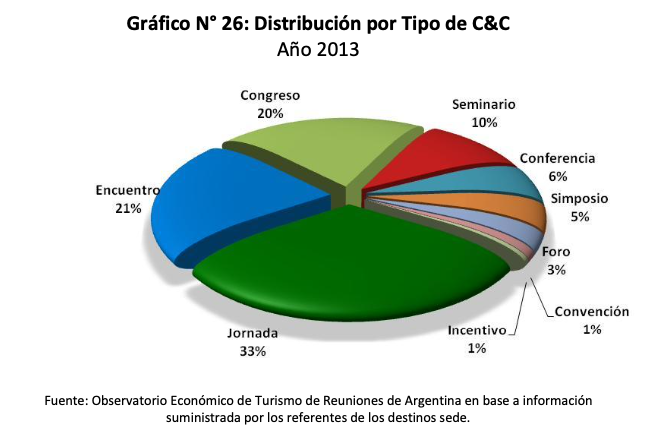 Gráfico N° 26: Distribución por Tipo de C&C
Año 2013
Congreso
20%
Seminario
10%
Conferencia
6%
Simposio
5%
Foro
3%
Convención
1%
Incentivo
1%
Jornada
33%
Encuentro
21%
Fuente: Observatorio Económico de Turismo de Reuniones de Argentina en base a información
suministrada por los referentes de los destinos sede.